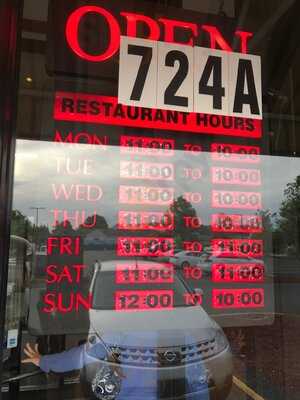 OPEN
724A
RESTAURANT HOURS
MON 11:00 TO 10:00
TUE 11:00 TO 10:00
WED 11:00 TO 10:00
THU 11:00 TO 10:00
FRI 11:00 TO 11:00
SAT 11:00 TO 11:00
SUN 12:00 TO 10:00